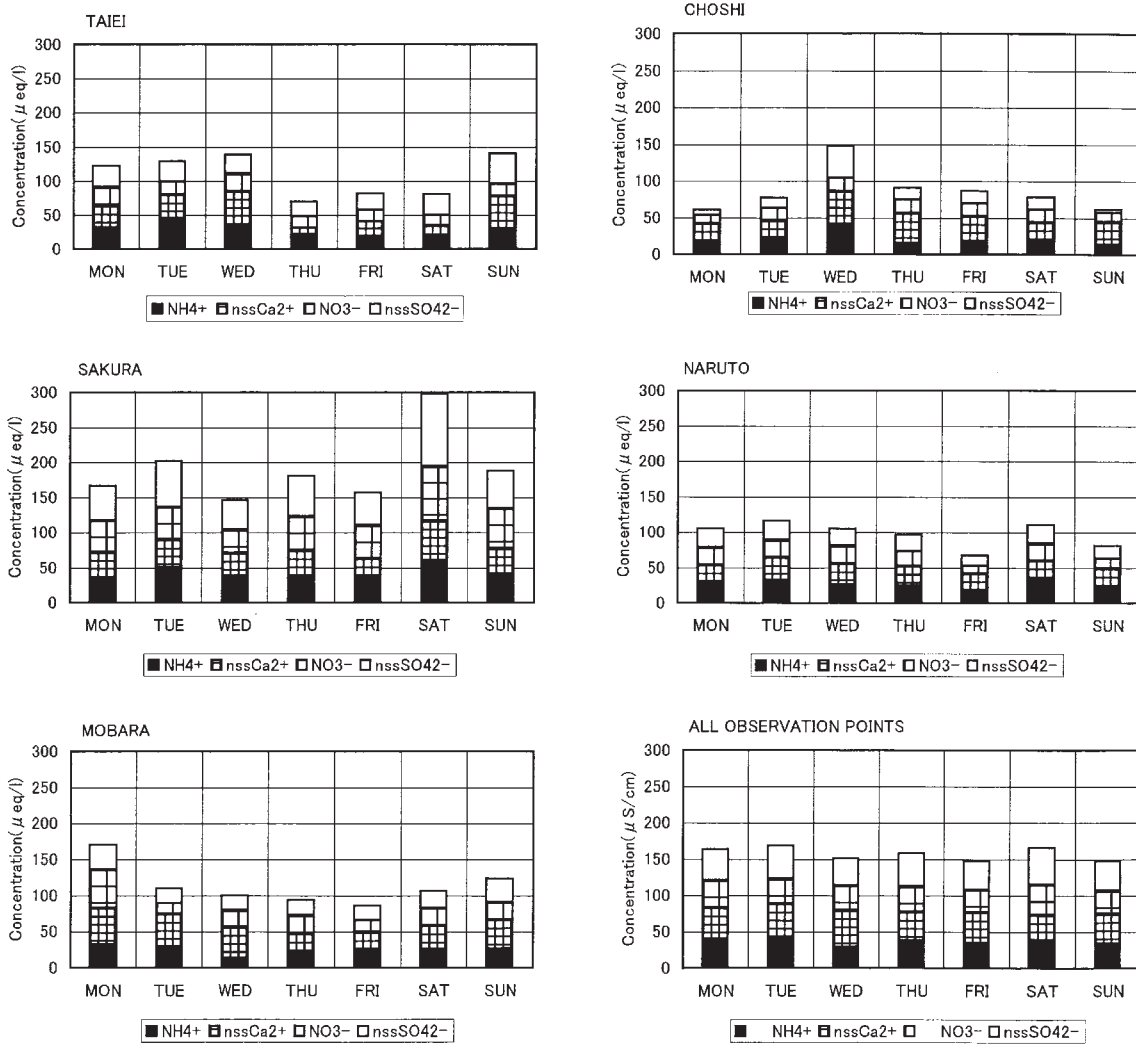 TAIEI
Concentration(μ eq/l)
300
250
200
150
100
50
0
MON TUE WED THU FRI SAT SUN
NH4+ nssCa2+ NO3- nssSO42-
CHOSHI
Concentration(μ eq/l)
300
250
200
150
100
50
0
MON TUE WED THU FRI SAT SUN
NH4+ nssCa2+ NO3- nssSO42-
SAKURA
Concentration(μ eq/l)
300
250
200
150
100
50
0
MON TUE WED THU FRI SAT SUN
NH4+ nssCa2+ NO3- nssSO42-
NARUTO
Concentration(μ eq/l)
300
250
200
150
100
50
0
MON TUE WED THU FRI SAT SUN
NH4+ nssCa2+ NO3- nssSO42-
MOBARA
Concentration(μ eq/l)
300
250
200
150
100
50
0
MON TUE WED THU FRI SAT SUN
NH4+ nssCa2+ NO3- nssSO42-
ALL OBSERVATION POINTS
Concentration(μ S/cm)
300
250
200
150
100
50
0
MON TUE WED THU FRI SAT SUN
NH4+ nssCa2+ NO3- nssSO42-